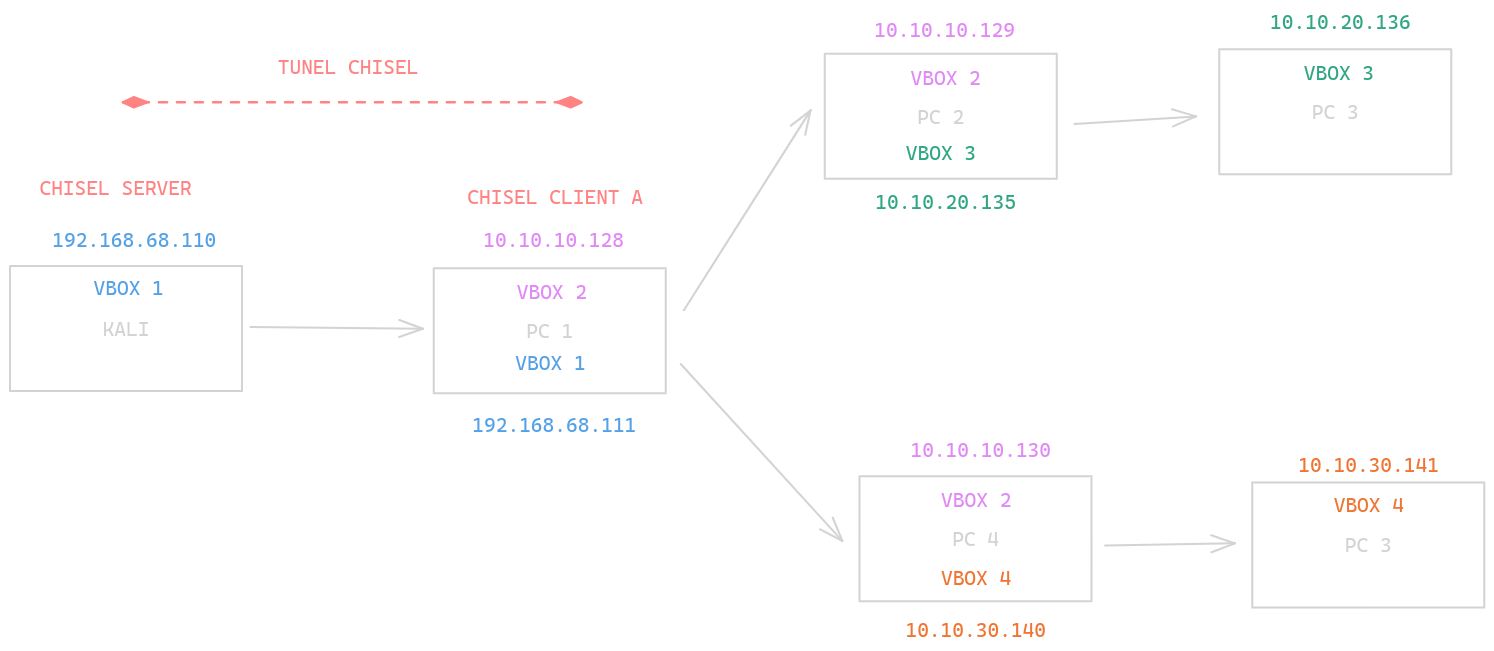 TUNEL CHISEL
CHISEL SERVER
192.168.68.110
VBOX 1
KALI
CHISEL CLIENT A
10.10.10.128
VBOX 2
PC 1
VBOX 1
192.168.68.111
10.10.10.129
VBOX 2
PC 2
VBOX 3
10.10.20.135
10.10.20.136
VBOX 3
PC 3
10.10.10.130
VBOX 2
PC 4
VBOX 4
10.10.30.140
10.10.30.141
VBOX 4
PC 3